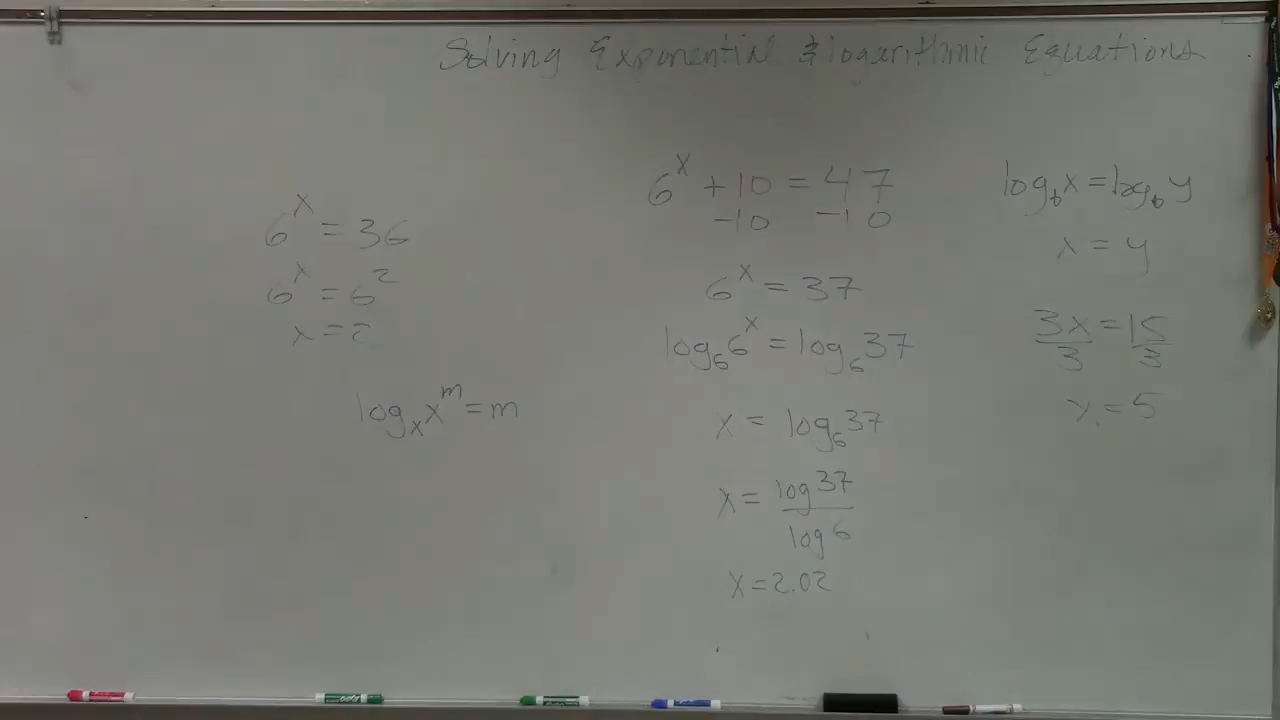 Solving Exponential & logarithmic Equations
6^x = 36
6^x = 6^2
x = 2
log_x x^m = m
6^x + 10 = 47
-10 -10
6^x = 37
log_6 6^x = log_6 37
x = log_6 37
x = log 37 / log 6
x = 2.02
log_b x = log_b y
x = y
3x/3 = 15/3
x = 5